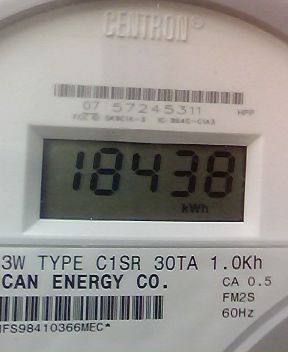 CENTRON®
07 57245311 HPP
18438
kWh
3W TYPE C1SR 30TA 1.0Kh
CAN ENERGY CO. CA 0.5
FM2S
60Hz